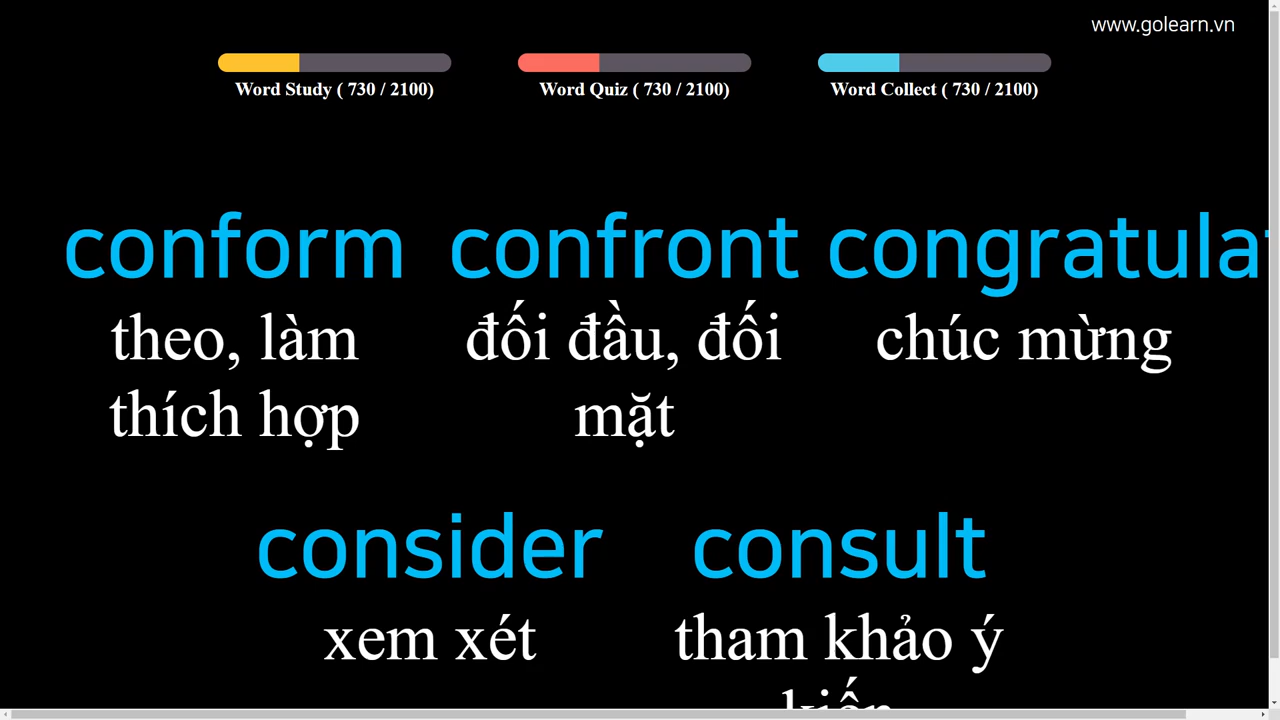 www.golearn.vn
Word Study ( 730 / 2100)
Word Quiz ( 730 / 2100)
Word Collect ( 730 / 2100)
conform
confront
theo, làm
thích hợp
đối đầu, đối
mặt
chúc mừng
consider
consult
xem xét
tham khảo ý